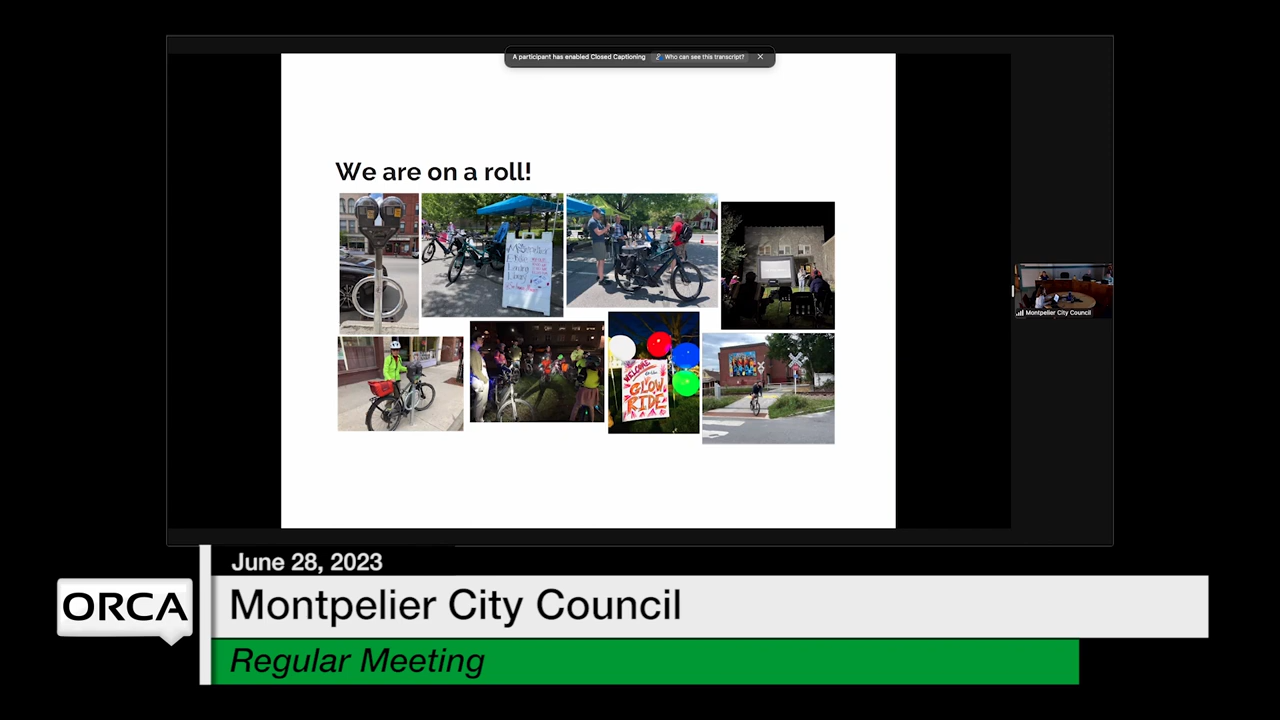 A participant has enabled Closed Captioning Who can see this transcript?
We are on a roll!
WELCOME
GLOW
RIDE
Montpelier City Council
June 28, 2023
ORCA
Montpelier City Council
Regular Meeting